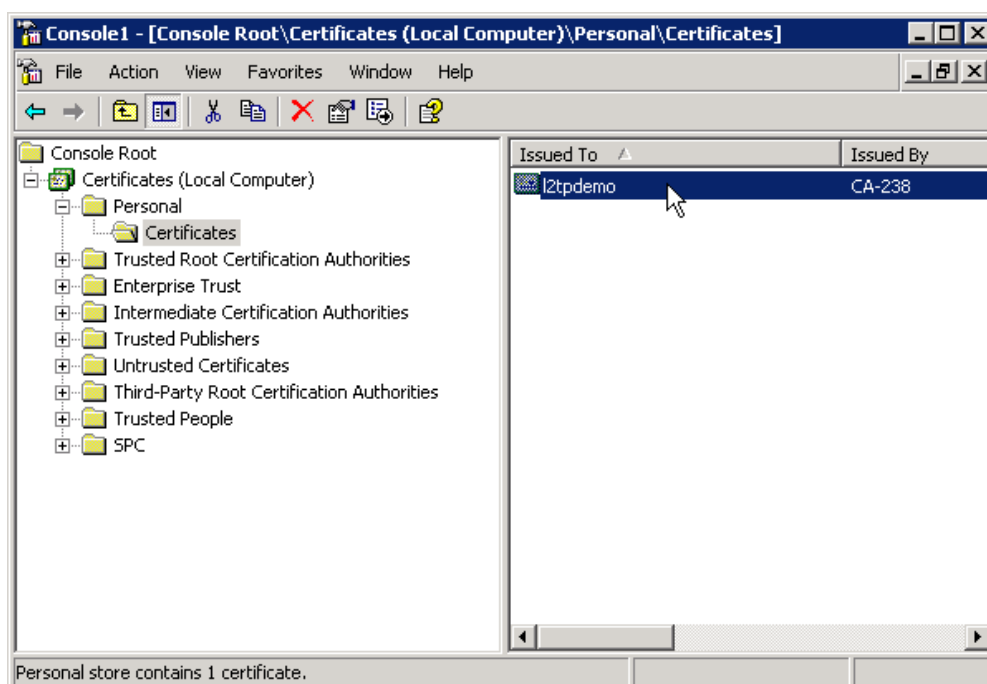 Console1 - [Console Root\Certificates (Local Computer)\Personal\Certificates]
File Action View Favorites Window Help
Console Root
Certificates (Local Computer)
Personal
Certificates
Trusted Root Certification Authorities
Enterprise Trust
Intermediate Certification Authorities
Trusted Publishers
Untrusted Certificates
Third-Party Root Certification Authorities
Trusted People
SPC
Issued To Issued By
l2tpdemo CA-238
Personal store contains 1 certificate.